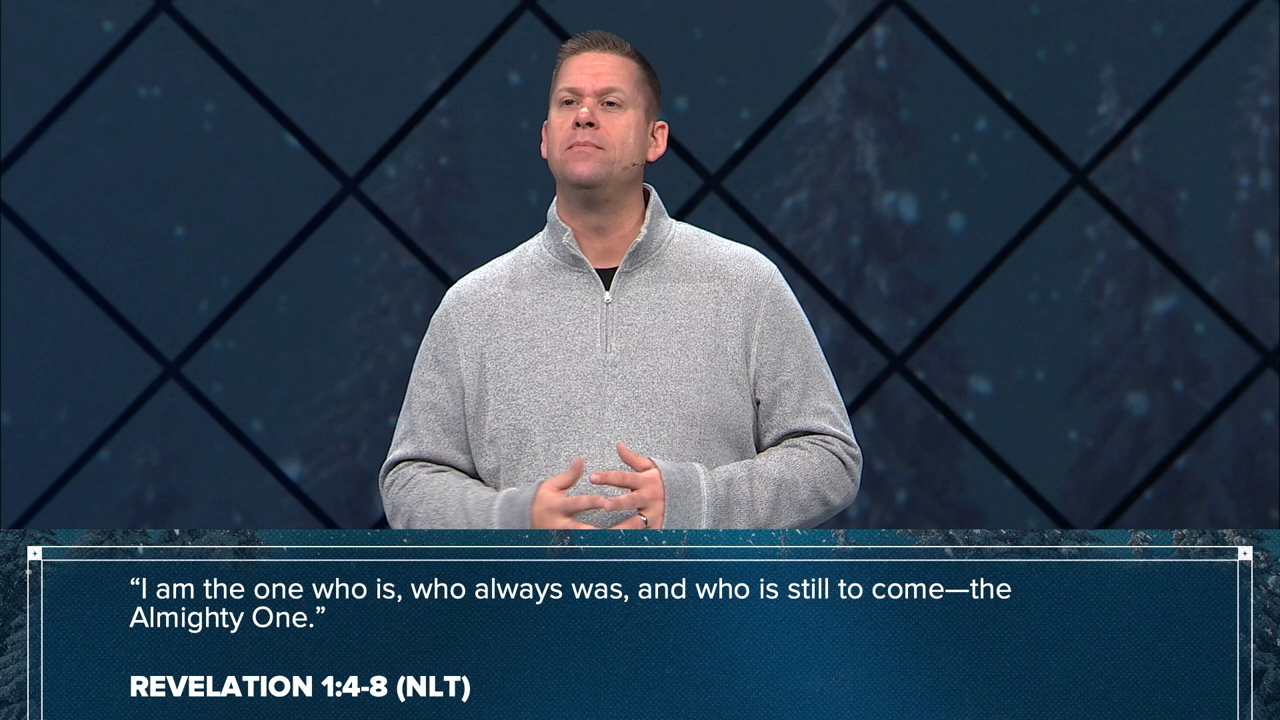 “I am the one who is, who always was, and who is still to come—the
Almighty One.”
REVELATION 1:4-8 (NLT)